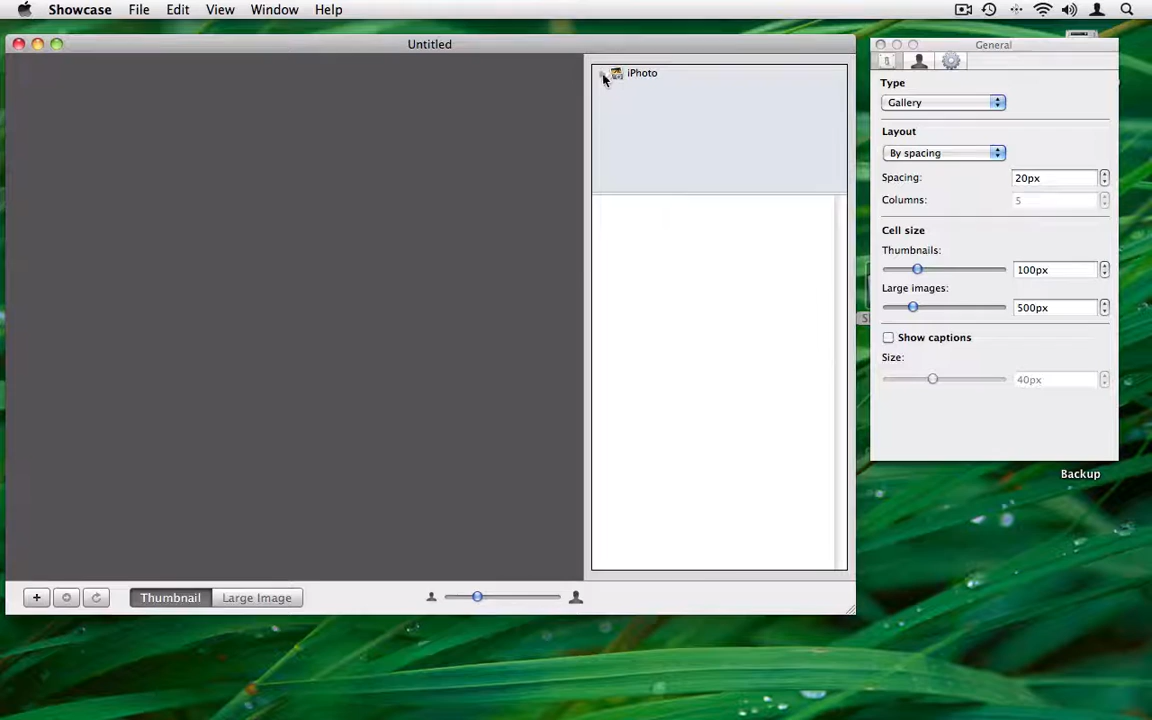 Showcase File Edit View Window Help
Untitled
iPhoto
Thumbnail Large Image
General
Type
Gallery
Layout
By spacing
Spacing: 20px
Columns: 5
Cell size
Thumbnails:
100px
Large images:
500px
Show captions
Size:
40px
Backup